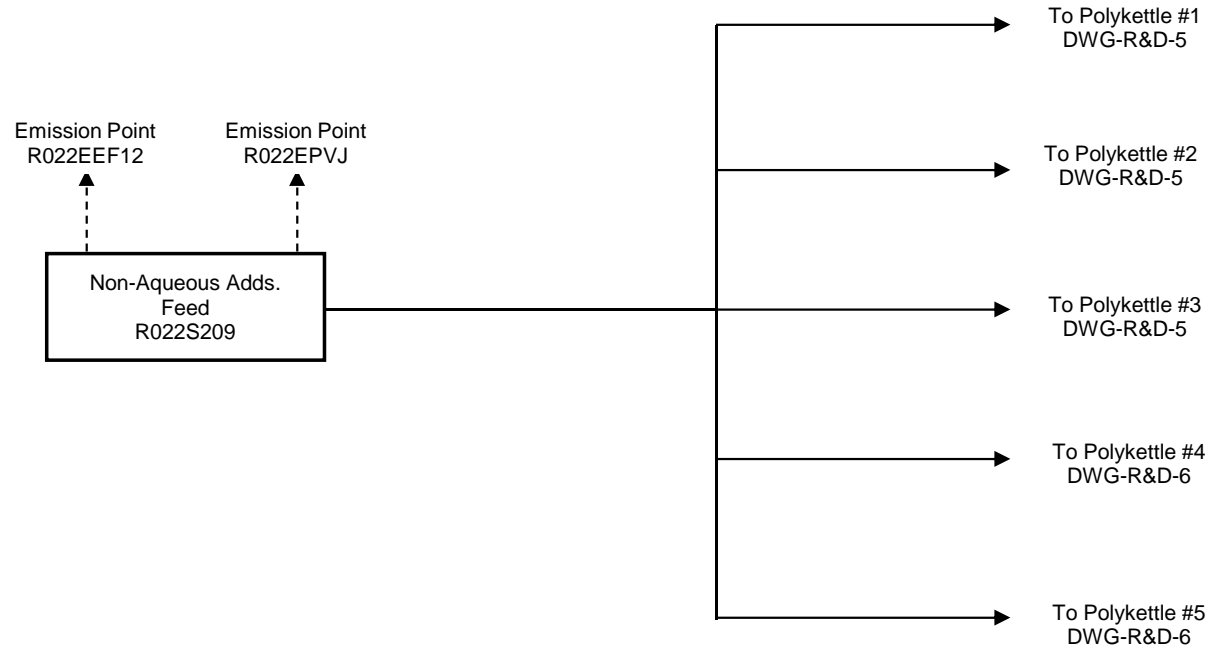 To Polykettle #1
DWG-R&D-5
Emission Point
R022EEF12
Emission Point
R022EPVJ
To Polykettle #2
DWG-R&D-5
Non-Aqueous Adds.
Feed
R022S209
To Polykettle #3
DWG-R&D-5
To Polykettle #4
DWG-R&D-6
To Polykettle #5
DWG-R&D-6